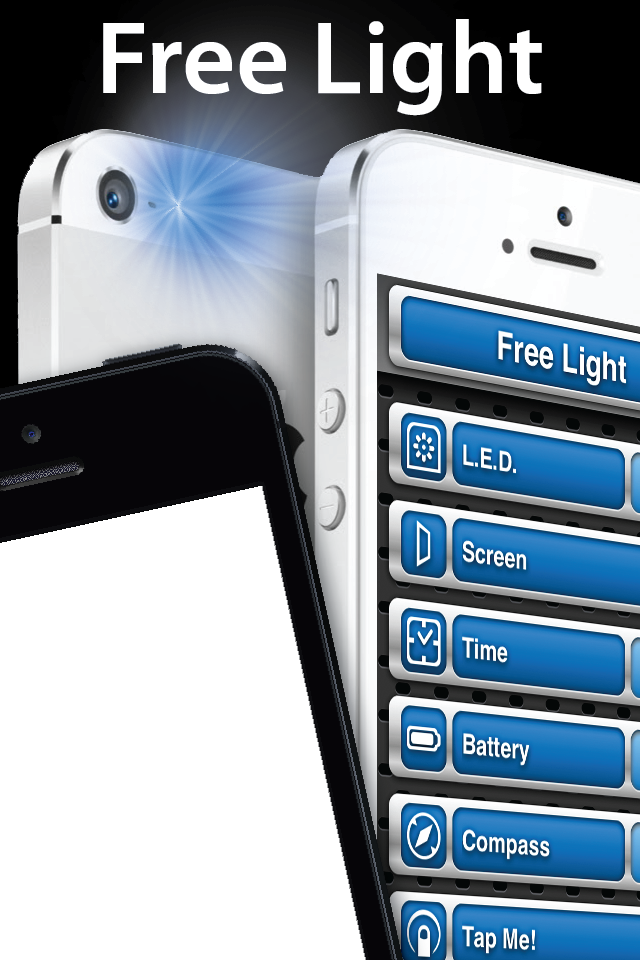 Free Light
Free Light
L.E.D.
Screen
Time
Battery
Compass
Tap Me!